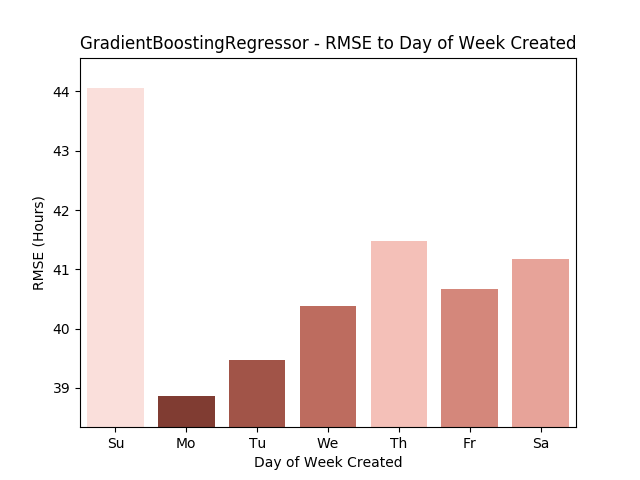 GradientBoostingRegressor - RMSE to Day of Week Created
RMSE (Hours)
44
43
42
41
40
39
Su Mo Tu We Th Fr Sa
Day of Week Created